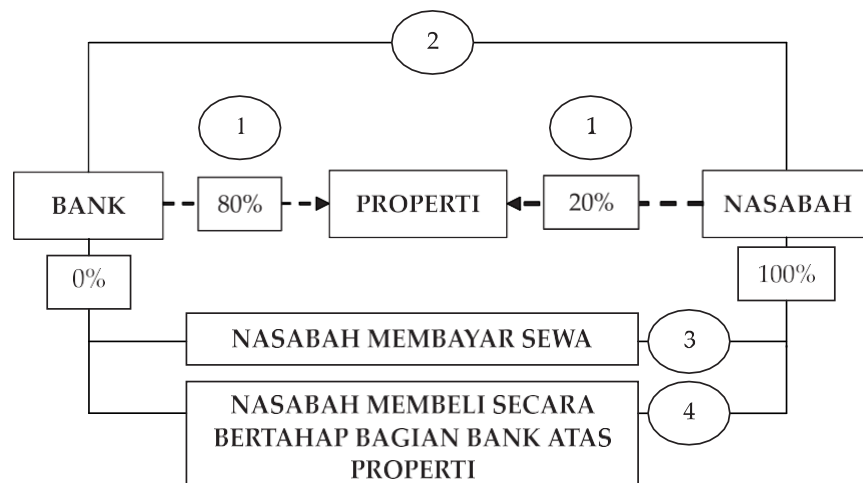 2
1
1
BANK
80%
PROPERTI
20%
NASABAH
0%
100%
NASABAH MEMBAYAR SEWA
3
NASABAH MEMBELI SECARA
BERTAHAP BAGIAN BANK ATAS
PROPERTI
4